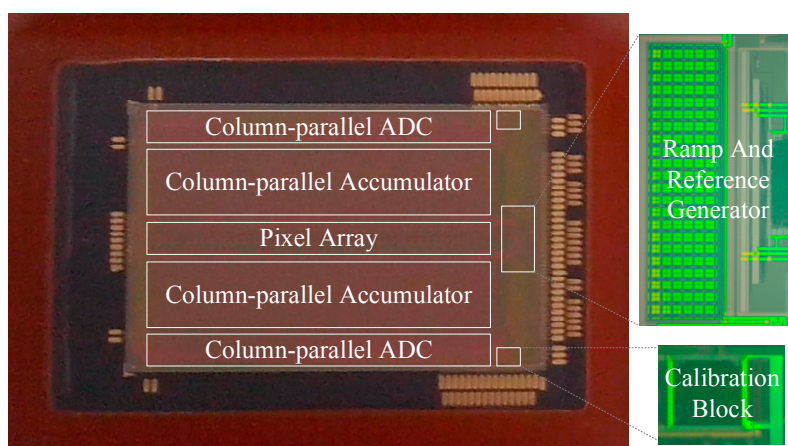 Column-parallel ADC
Column-parallel Accumulator
Pixel Array
Column-parallel Accumulator
Column-parallel ADC
Ramp And
Reference
Generator
Calibration
Block